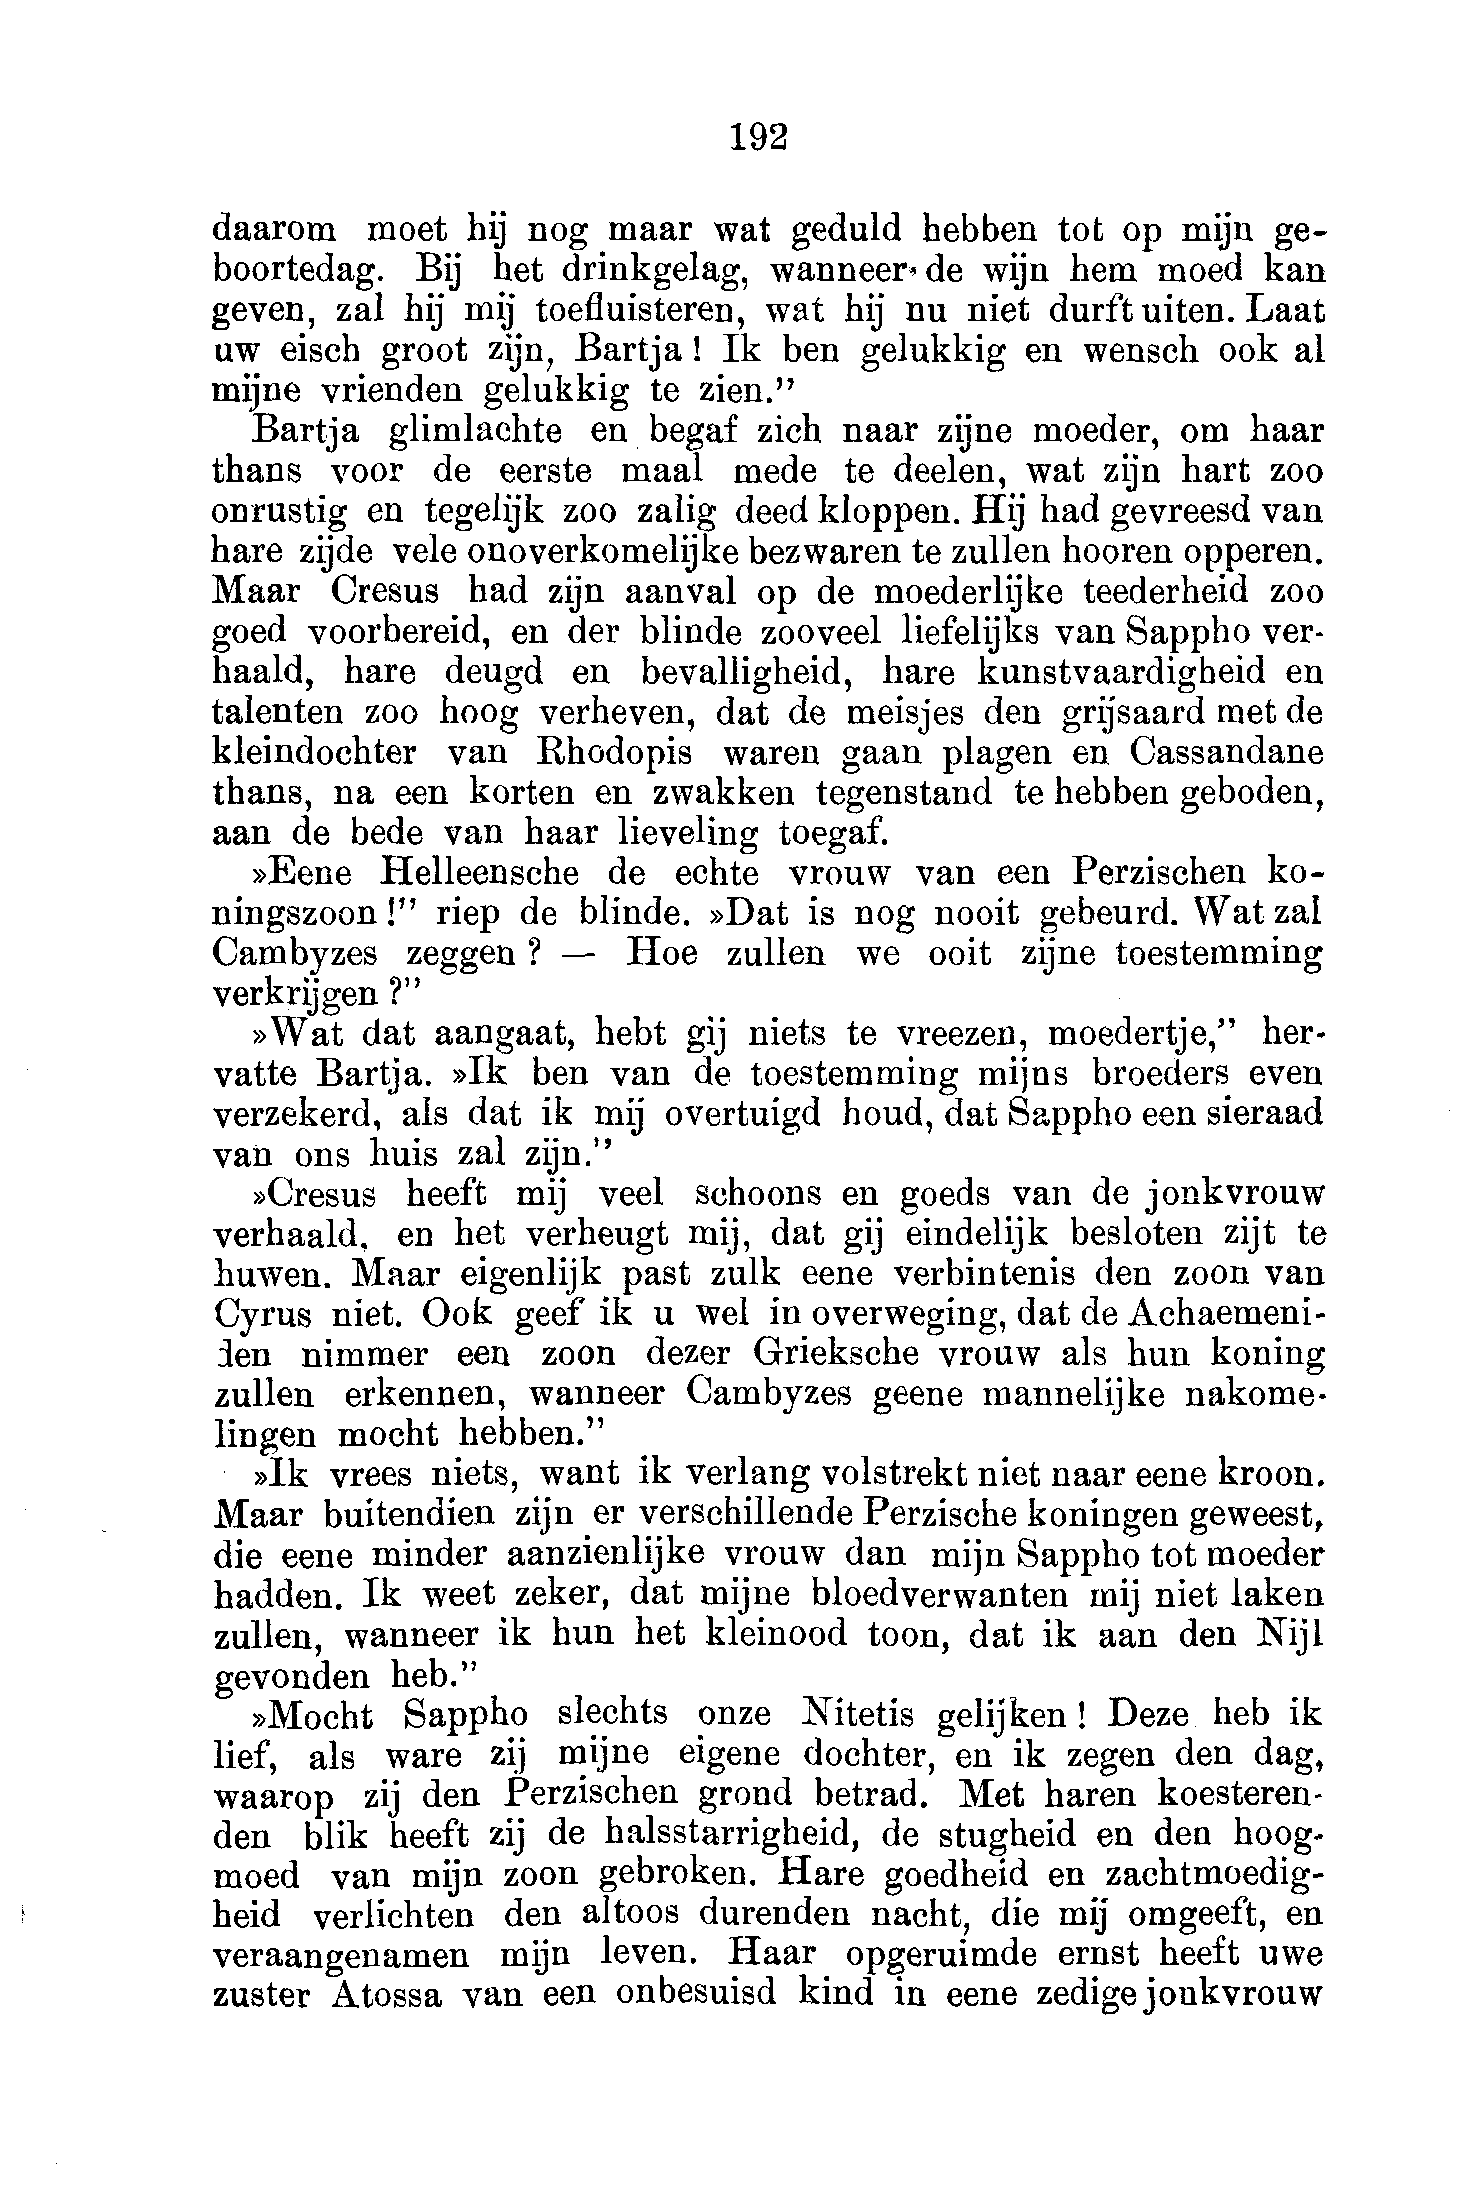 192
daarom moet hij nog maar wat geduld hebben tot op mijn ge-
boortedag. Bij het drinkgelag, wanneer de wijn hem moed kan
geven, zal hij mij toefluisteren, wat hij nu niet durft uiten. Laat
uw eisch groot zijn, Bartja! Ik ben gelukkig en wensch ook al
mijne vrienden gelukkig te zien."
Bartja glimlachte en begaf zich naar zijne moeder, om haar
thans voor de eerste maal mede te deelen, wat zijn hart zoo
onrustig en tegelijk zoo zalig deed kloppen. Hij had gevreesd van
hare zijde vele onoverkomelijke bezwaren te zullen hooren opperen.
Maar Cresus had zijn aanval op de moederlijke teederheid zoo
goed voorbereid, en der blinde zooveel liefelijks van Sappho ver-
haald, hare deugd en bevalligheid, hare kunstvaardigheid en
talenten zoo hoog verheven, dat de meisjes den grijsaard met de
kleindochter van Rhodopis waren gaan plagen en Cassandane
thans, na een korten en zwakken tegenstand te hebben geboden,
aan de bede van haar lieveling toegaf.
»Eene Helleensche de echte vrouw van een Perzischen ko-
ningszoon!" riep de blinde. »Dat is nog nooit gebeurd. Wat zal
Cambyzes zeggen? — Hoe zullen we ooit zijne toestemming
verkrijgen?"
»Wat dat aangaat, hebt gij niets te vreezen, moedertje," her-
vatte Bartja. »Ik ben van de toestemming mijns broeders even
verzekerd, als dat ik mij overtuigd houd, dat Sappho een sieraad
van ons huis zal zijn."
»Cresus heeft mij veel schoons en goeds van de jonkvrouw
verhaald, en het verheugt mij, dat gij eindelijk besloten zijt te
huwen. Maar eigenlijk past zulk eene verbintenis den zoon van
Cyrus niet. Ook geef ik u wel in overweging, dat de Achaemeni-
den nimmer een zoon dezer Grieksche vrouw als hun koning
zullen erkennen, wanneer Cambyzes geene mannelijke nakome-
lingen mocht hebben."
»Ik vrees niets, want ik verlang volstrekt niet naar eene kroon.
Maar buitendien zijn er verschillende Perzische koningen geweest,
die eene minder aanzienlijke vrouw dan mijn Sappho tot moeder
hadden. Ik weet zeker, dat mijne bloedverwanten mij niet laken
zullen, wanneer ik hun het kleinood toon, dat ik aan den Nijl
gevonden heb."
»Mocht Sappho slechts onze Nitetis gelijken! Deze heb ik
lief, als ware zij mijne eigene dochter, en ik zegen den dag,
waarop zij den Perzischen grond betrad. Met haren koesteren-
den blik heeft zij de halsstarrigheid, de stugheid en den hoog-
moed van mijn zoon gebroken. Hare goedheid en zachtmoedig-
heid verlichten den altoos durenden nacht, die mij omgeeft, en
veraangenamen mijn leven. Haar opgeruimde ernst heeft uwe
zuster Atossa van een onbesuisd kind in eene zedige jonkvrouw